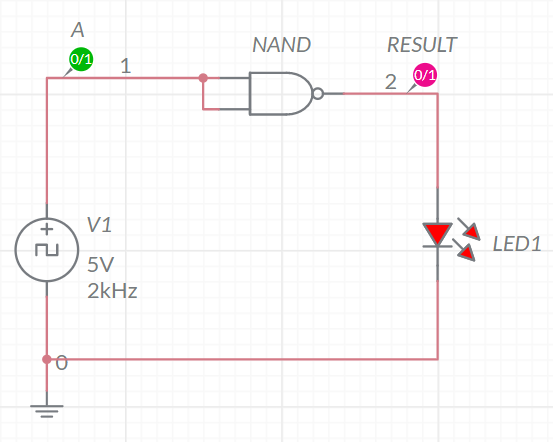 A
0/1
1
NAND
RESULT
0/1
2
V1
5V
2kHz
LED1
0